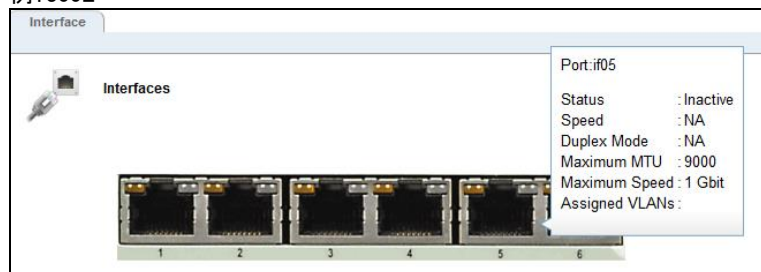 Interface
Interfaces
Port:if05
Status : Inactive
Speed : NA
Duplex Mode : NA
Maximum MTU : 9000
Maximum Speed : 1 Gbit
Assigned VLANs :
1 2 3 4 5 6